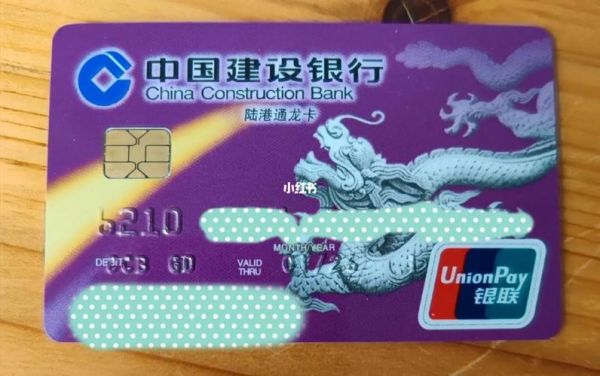 中国建设银行
China Construction Bank
陆港通龙卡
小红书
6210
MONTH/YEAR
DEBIT
VALID
THRU
UnionPay
银联